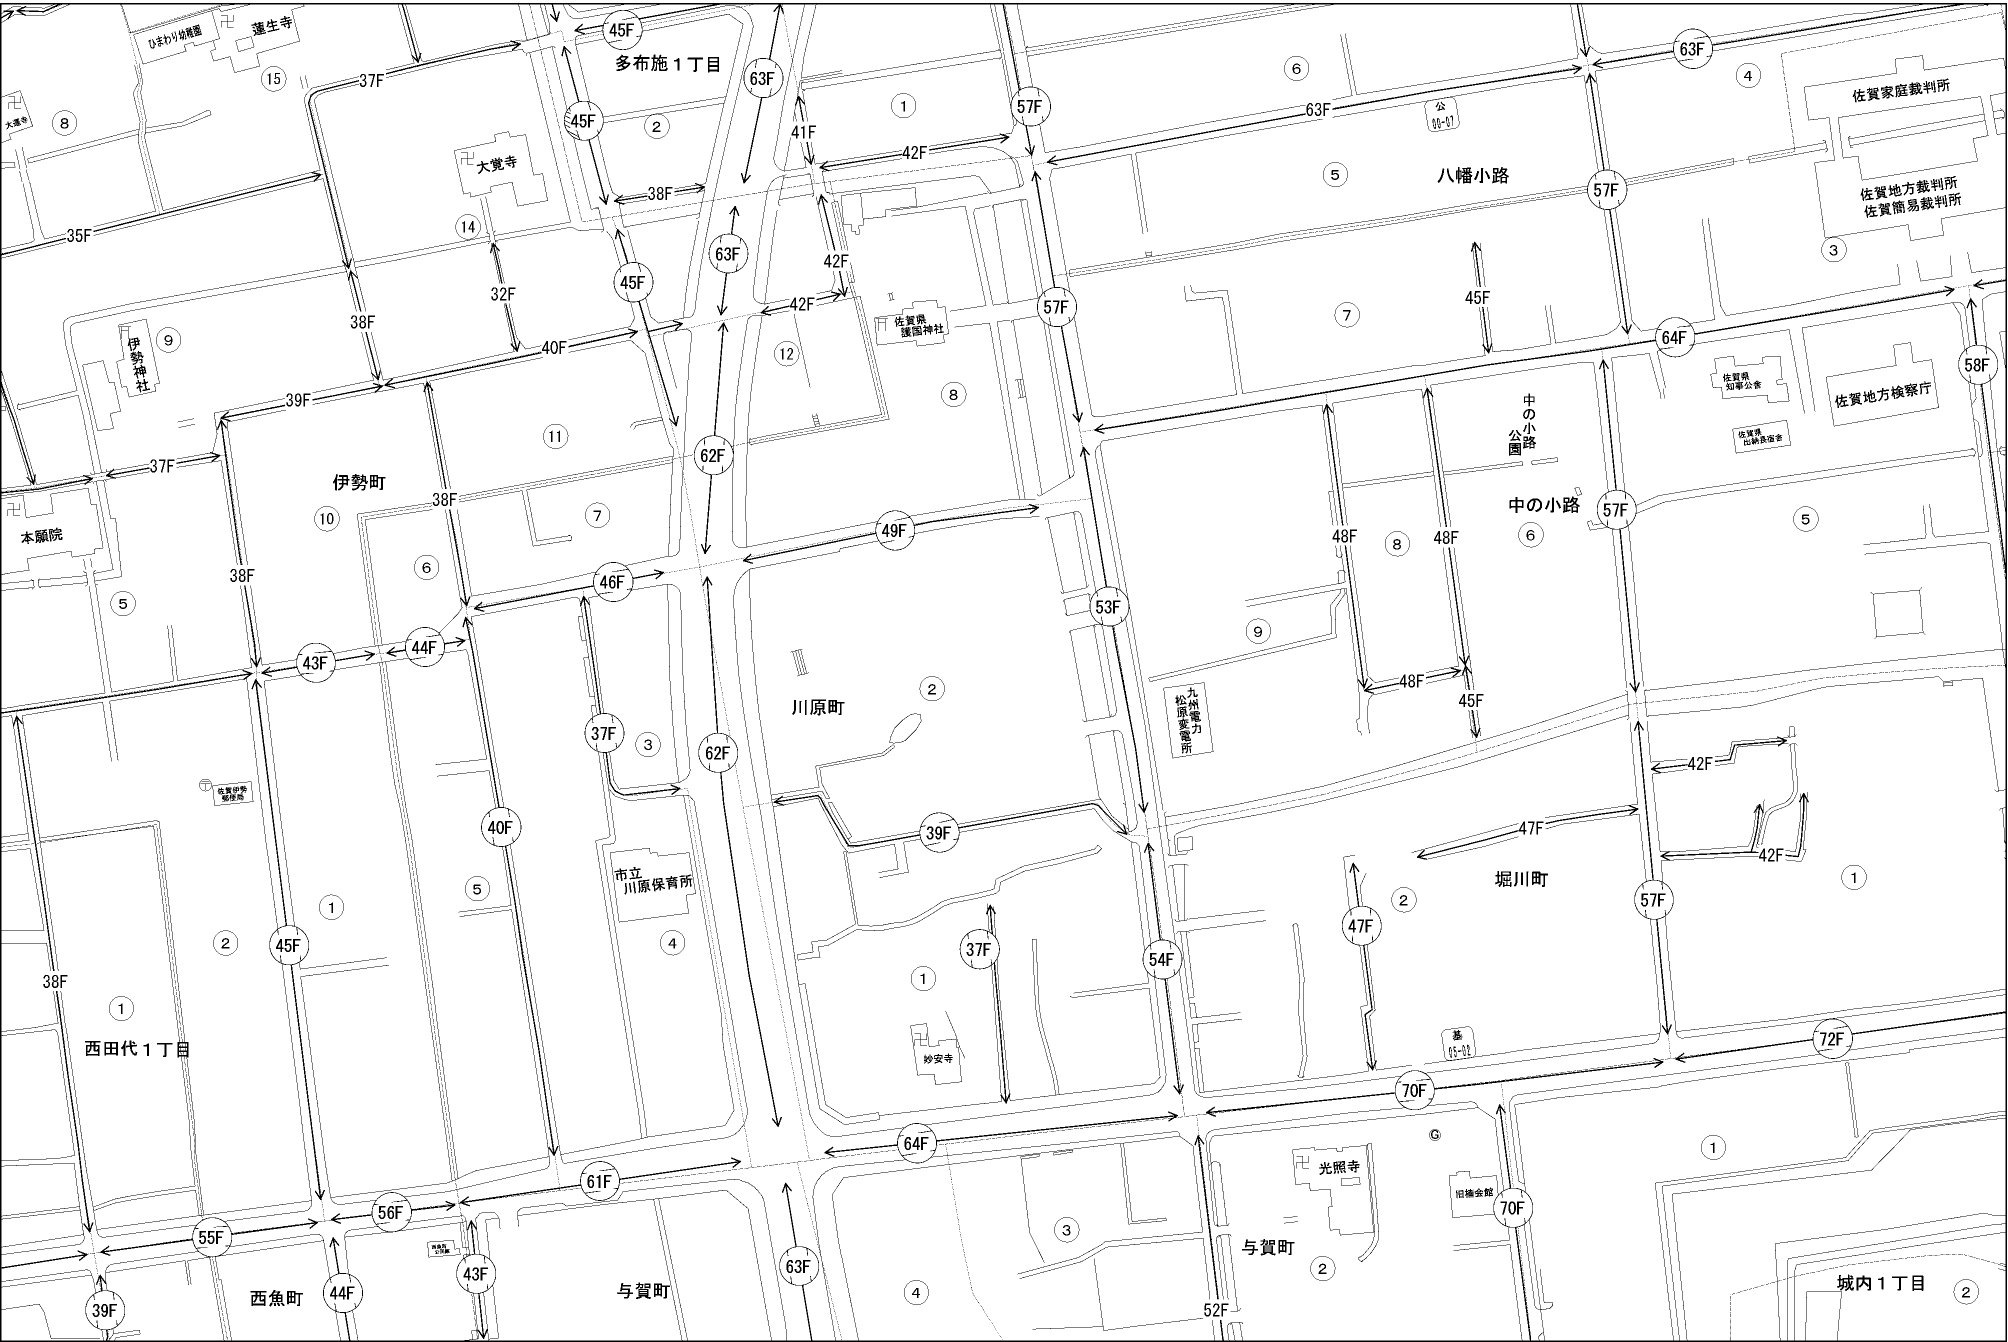 ひまわり幼稚園
蓮生寺
45F
多布施1丁目
63F
57F
63F
⑥
④
佐賀家庭裁判所
⑮
37F
⑧
大運寺
45F
②
①
41F
42F
公
00-07
63F
大覚寺
38F
⑤
八幡小路
57F
佐賀地方裁判所
佐賀簡易裁判所
③
35F
⑭
45F
63F
42F
32F
42F
57F
45F
⑦
38F
40F
⑨
伊勢神社
⑫
佐賀県
護国神社
64F
58F
佐賀県
知事公舎
佐賀地方検察庁
39F
⑧
中の小路
公園
佐賀県
出納長宿舎
⑪
37F
62F
伊勢町
38F
⑩
⑦
49F
本願院
48F
⑧
48F
中の小路
57F
⑥
⑤
38F
⑥
46F
⑤
53F
⑨
43F
44F
②
48F
45F
川原町
九州電力
松原変電所
37F
③
62F
42F
佐賀伊勢
郵便局
40F
39F
47F
42F
市立
川原保育所
⑤
堀川町
①
①
②
57F
②
45F
④
37F
47F
54F
38F
①
①
西田代1丁目
妙安寺
墓
05-02
72F
70F
64F
G
①
61F
光照寺
旧楠会館
56F
55F
70F
西魚町
公民館
③
与賀町
②
43F
63F
39F
44F
西魚町
与賀町
④
52F
城内1丁目
②